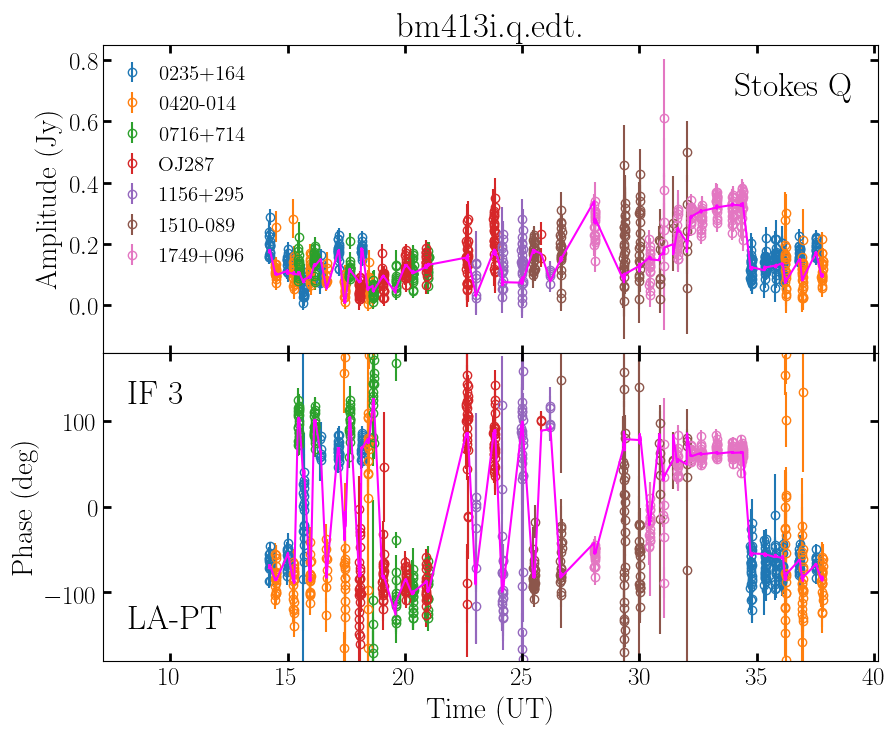 bm413i.q.edt.
Stokes Q
0235+164
0420-014
0716+714
OJ287
1156+295
1510-089
1749+096
Amplitude (Jy)
0.8
0.6
0.4
0.2
0.0
IF 3
LA-PT
Phase (deg)
100
0
−100
10 15 20 25 30 35 40
Time (UT)